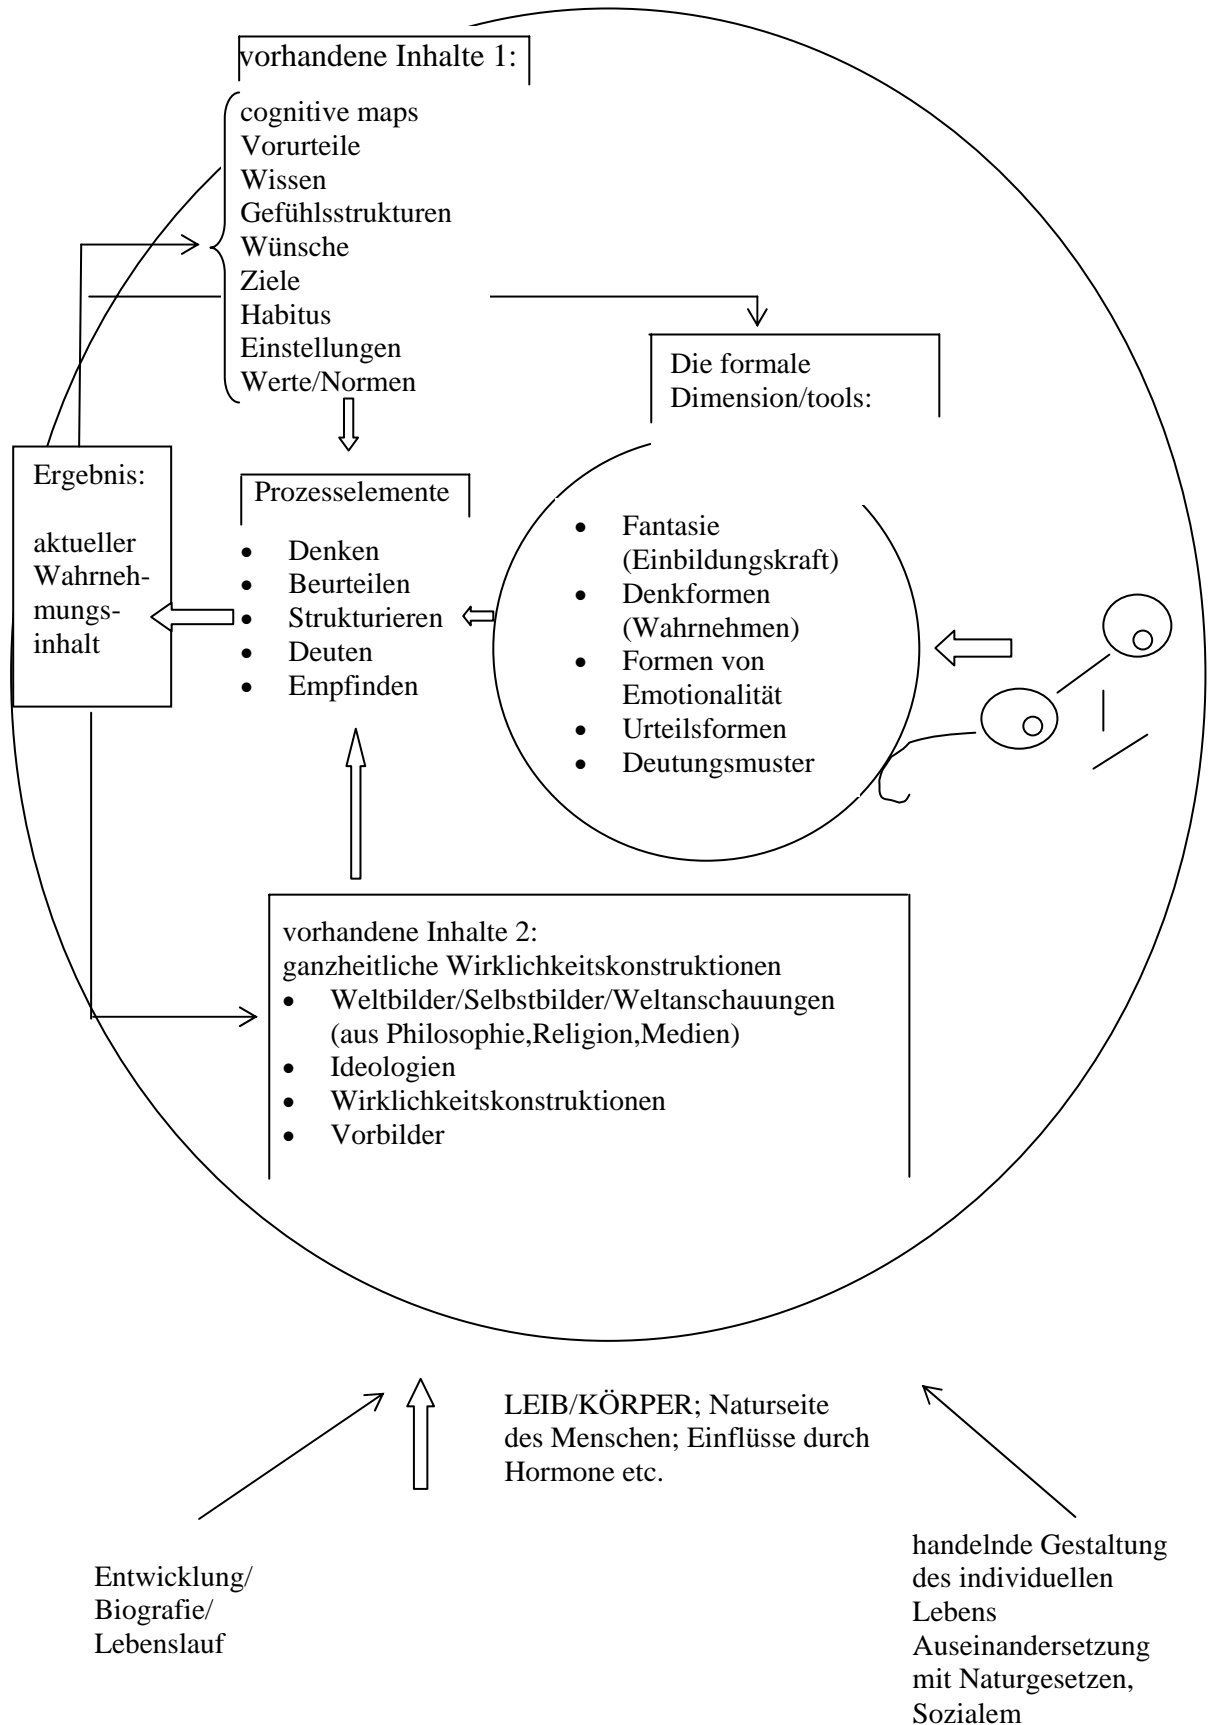 vorhandene Inhalte 1:
cognitive maps
Vorurteile
Wissen
Gefühlsstrukturen
Wünsche
Ziele
Habitus
Einstellungen
Werte/Normen
Die formale
Dimension/tools:
Ergebnis:
aktueller
Wahrneh-
mungs-
inhalt
Prozesselemente
• Denken
• Beurteilen
• Strukturieren
• Deuten
• Empfinden
• Fantasie
(Einbildungskraft)
• Denkformen
(Wahrnehmen)
• Formen von
Emotionalität
• Urteilsformen
• Deutungsmuster
vorhandene Inhalte 2:
ganzheitliche Wirklichkeitskonstruktionen
• Weltbilder/Selbstbilder/Weltanschauungen
(aus Philosophie,Religion,Medien)
• Ideologien
• Wirklichkeitskonstruktionen
• Vorbilder
LEIB/KÖRPER; Naturseite
des Menschen; Einflüsse durch
Hormone etc.
Entwicklung/
Biografie/
Lebenslauf
handelnde Gestaltung
des individuellen
Lebens
Auseinandersetzung
mit Naturgesetzen,
Sozialem